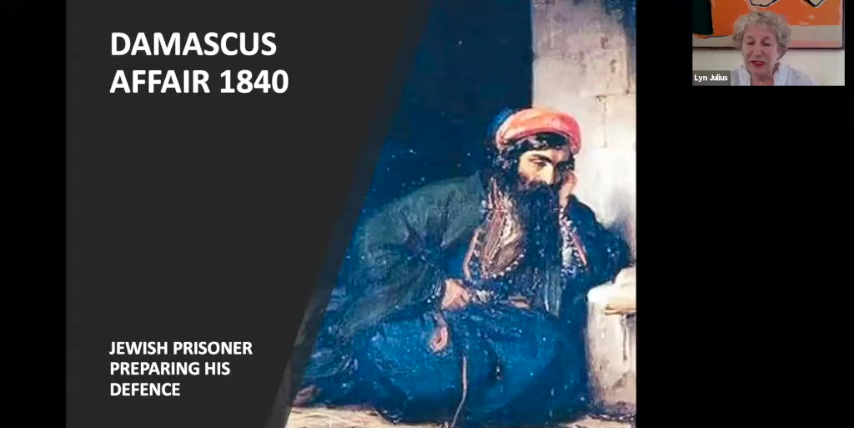 DAMASCUS
AFFAIR 1840
Lyn Julius
JEWISH PRISONER
PREPARING HIS
DEFENCE